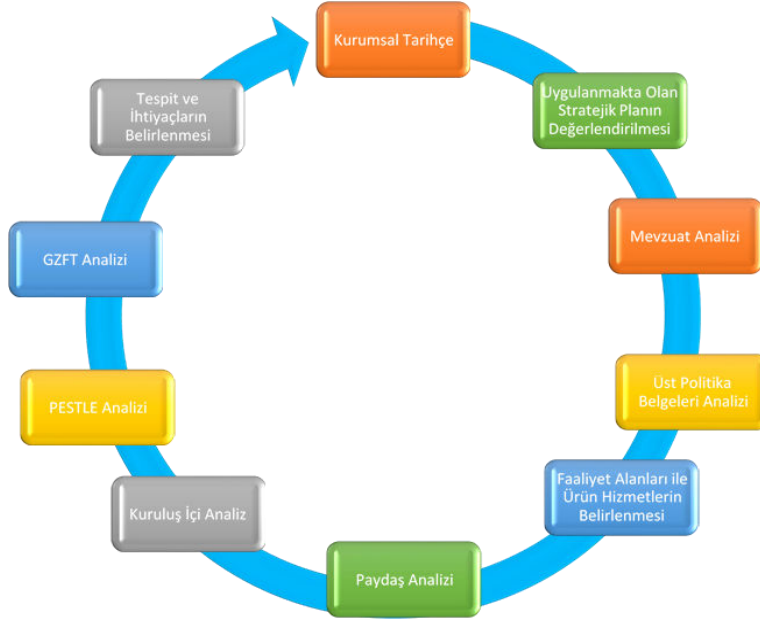 Kurumsal Tarihçe
Uygulanmakta Olan
Stratejik Planın
Değerlendirilmesi
Mevzuat Analizi
Üst Politika
Belgeleri Analizi
Faaliyet Alanları ile
Ürün Hizmetlerin
Belirlenmesi
Paydaş Analizi
Kuruluş İçi Analiz
PESTLE Analizi
GZFT Analizi
Tespit ve
İhtiyaçların
Belirlenmesi